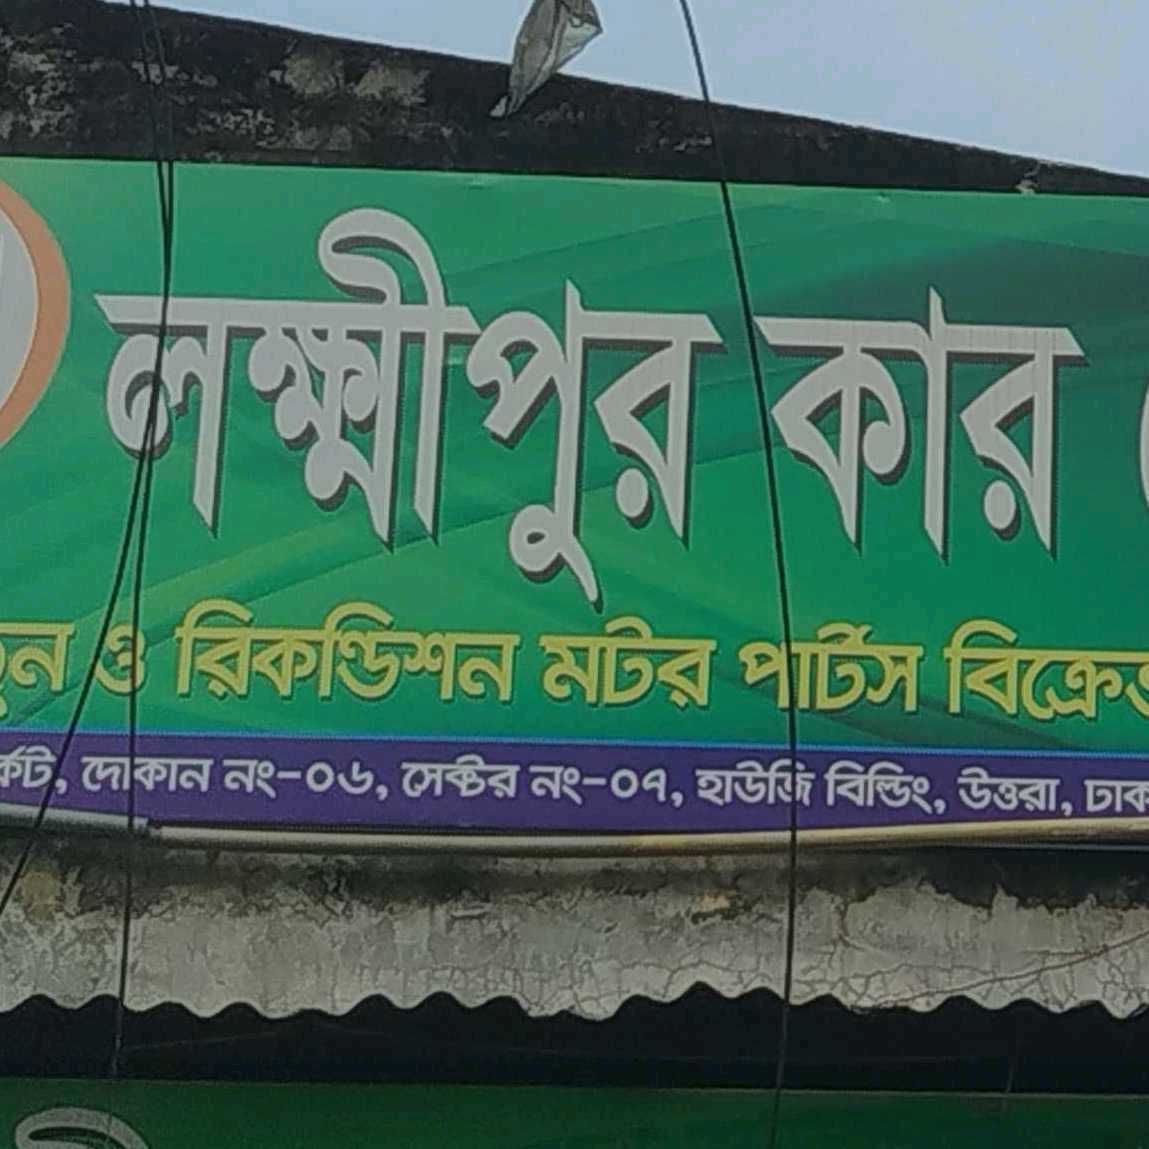 লক্ষ্মীপুর কার
ও রিকন্ডিশন মটর পার্টস
দোকান নং-০৬, সেক্টর নং-০৭, হাউজি বিল্ডিং, উত্তরা,